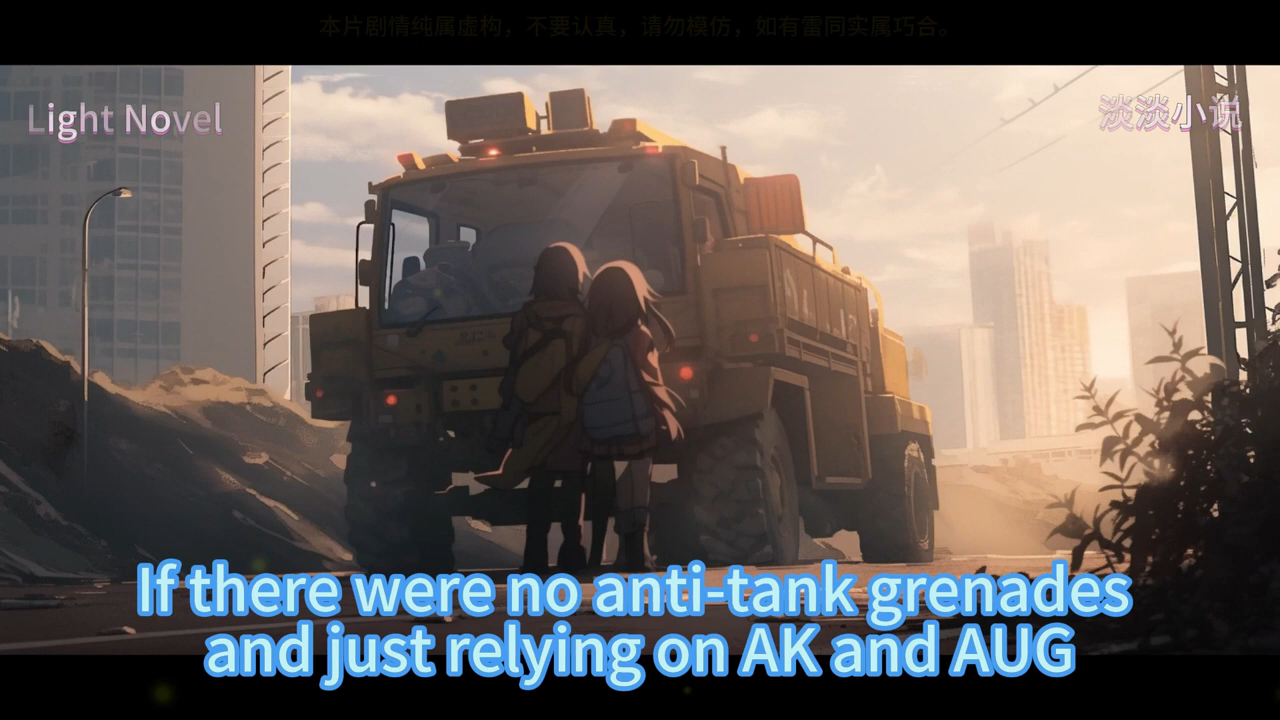 本片剧情纯属虚构，不要认真，请勿模仿，如有雷同实属巧合。
Light Novel
淡淡小说
If there were no anti-tank grenades
and just relying on AK and AUG